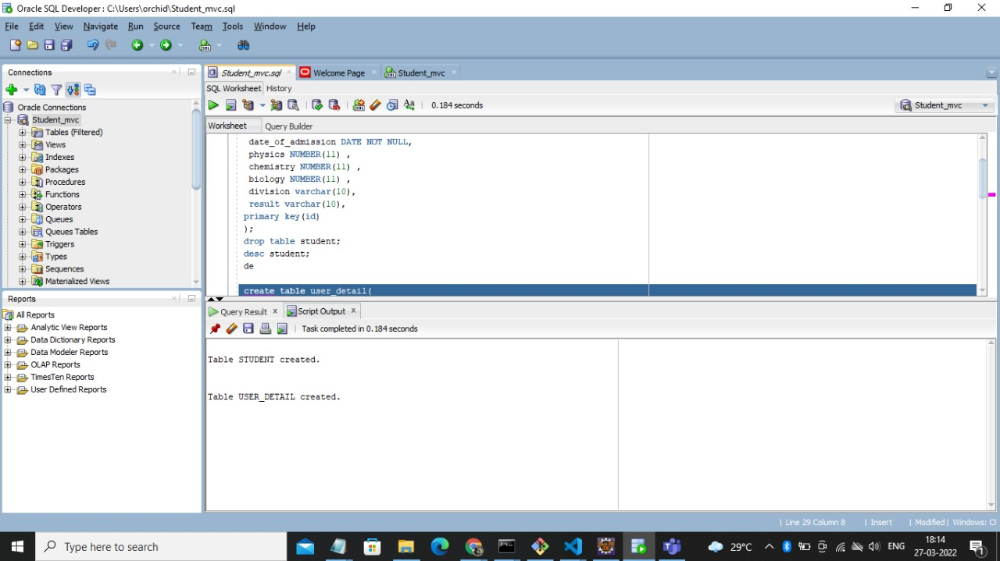 Oracle SQL Developer : C:\Users\orchid\Student_mvc.sql
File Edit View Navigate Run Source Team Tools Window Help
Connections
Oracle Connections
Student_mvc
Tables (Filtered)
Views
Indexes
Packages
Procedures
Functions
Operators
Queues
Queues Tables
Triggers
Types
Sequences
Materialized Views
Reports
All Reports
Analytic View Reports
Data Dictionary Reports
Data Modeler Reports
OLAP Reports
TimesTen Reports
User Defined Reports
Student_mvc.sql Welcome Page Student_mvc
SQL Worksheet History
0.184 seconds Student_mvc
Worksheet Query Builder
date_of_admission DATE NOT NULL,
physics NUMBER(11) ,
chemistry NUMBER(11) ,
biology NUMBER(11) ,
division varchar(10),
result varchar(10),
primary key(id)
);
drop table student;
desc student;
de
create table user_detail(
Query Result x Script Output x
Task completed in 0.184 seconds
Table STUDENT created.
Table USER_DETAIL created.
Line 29 Column 8 | Insert | Modified | Windows: CR
Type here to search
29°C ENG 18:14
27-03-2022
1